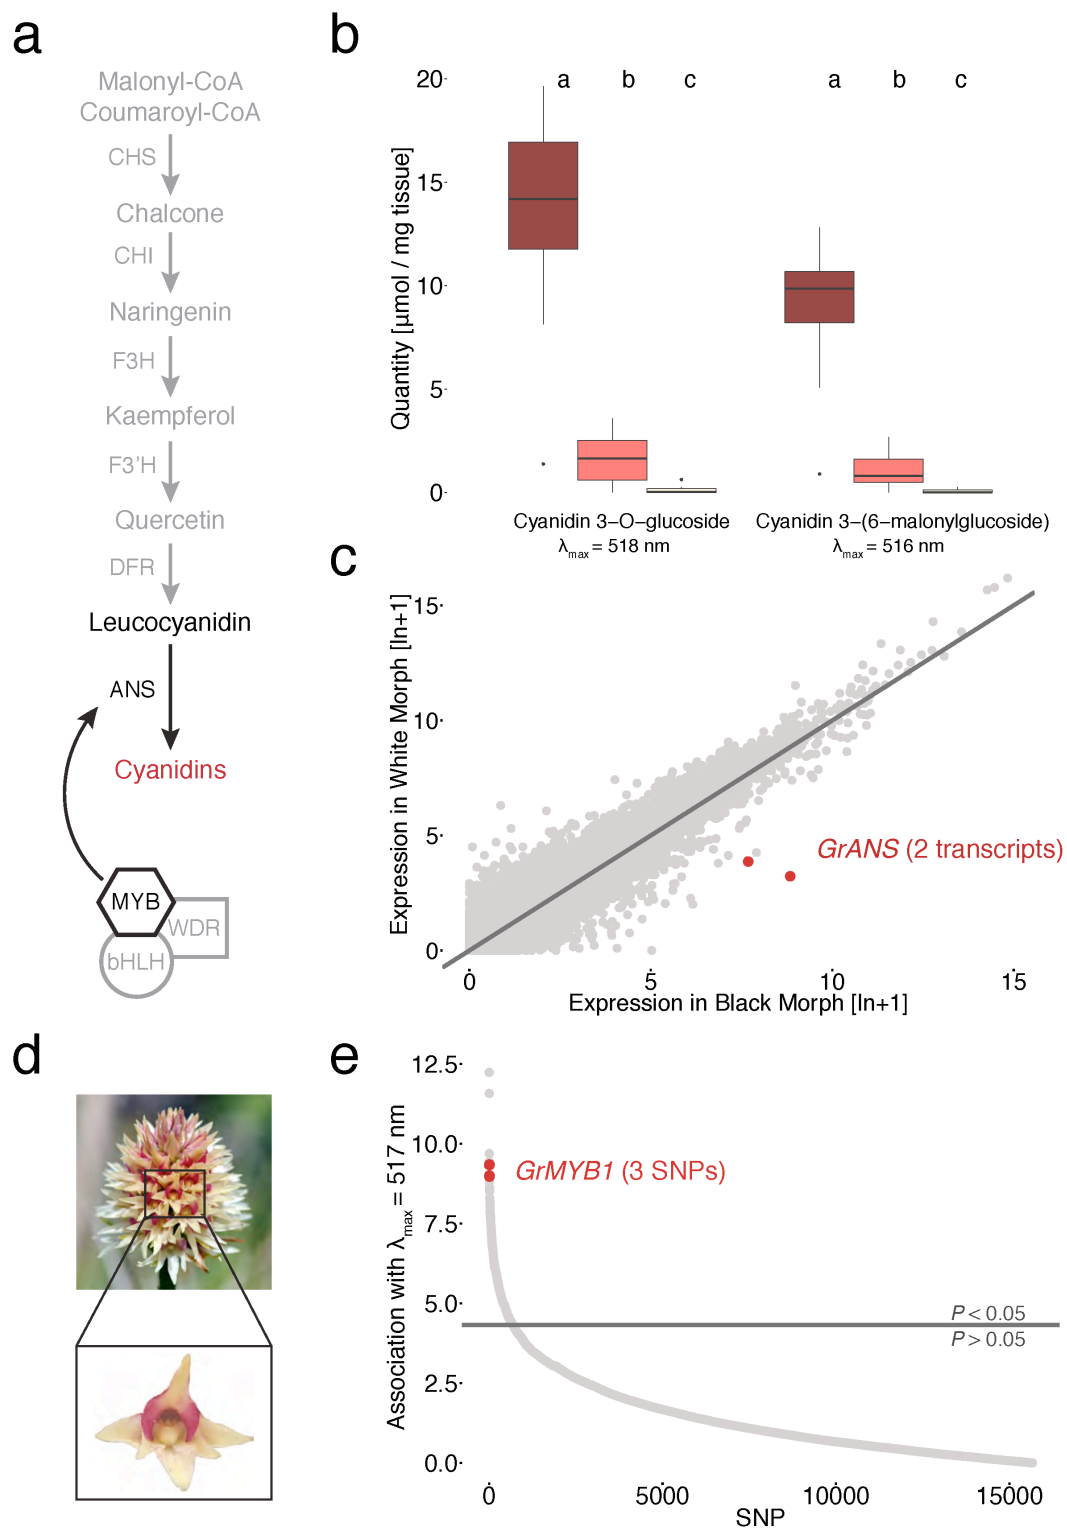 a
Malonyl-CoA
Coumaroyl-CoA
CHS
Chalcone
CHI
Naringenin
F3H
Kaempferol
F3'H
Quercetin
DFR
Leucocyanidin
ANS
Cyanidins
MYB
WDR
bHLH
b
Quantity [µmol / mg tissue]
20
15
10
5
0
a b c a b c
Cyanidin 3–O–glucoside
λmax = 518 nm
Cyanidin 3–(6–malonylglucoside)
λmax = 516 nm
c
Expression in White Morph [ln+1]
15
10
5
0
GrANS (2 transcripts)
0 5 10 15
Expression in Black Morph [ln+1]
d
e
Association with λmax = 517 nm
12.5
10.0
7.5
5.0
2.5
0.0
GrMYB1 (3 SNPs)
P < 0.05
P > 0.05
0 5000 10000 15000
SNP